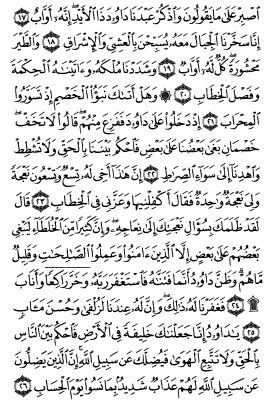 ٱصۡبِرۡ عَلَىٰ مَا يَقُولُونَ وَٱذۡكُرۡ عَبۡدَنَا دَاوُۥدَ ذَا ٱلۡأَيۡدِۖ إِنَّهُۥٓ أَوَّابٌ ١٧
إِنَّا سَخَّرۡنَا ٱلۡجِبَالَ مَعَهُۥ يُسَبِّحۡنَ بِٱلۡعَشِيِّ وَٱلۡإِشۡرَاقِ ١٨ وَٱلطَّيۡرَ
مَحۡشُورَةٗۖ كُلّٞ لَّهُۥٓ أَوَّابٞ ١٩ وَشَدَدۡنَا مُلۡكَهُۥ وَءَاتَيۡنَٰهُ ٱلۡحِكۡمَةَ
وَفَصۡلَ ٱلۡخِطَابِ ٢٠ ۞ وَهَلۡ أَتَىٰكَ نَبَؤُاْ ٱلۡخَصۡمِ إِذۡ تَسَوَّرُواْ
ٱلۡمِحۡرَابَ ٢١ إِذۡ دَخَلُواْ عَلَىٰ دَاوُۥدَ فَفَزِعَ مِنۡهُمۡۖ قَالُواْ لَا تَخَفۡۖ
خَصۡمَانِ بَغَىٰ بَعۡضُنَا عَلَىٰ بَعۡضٖ فَٱحۡكُم بَيۡنَنَا بِٱلۡحَقِّ وَلَا تُشۡطِطۡ
وَٱهۡدِنَآ إِلَىٰ سَوَآءِ ٱلصِّرَٰطِ ٢٢ إِنَّ هَٰذَآ أَخِي لَهُۥ تِسۡعٞ وَتِسۡعُونَ نَعۡجَةٗ
وَلِيَ نَعۡجَةٞ وَٰحِدَةٞ فَقَالَ أَكۡفِلۡنِيهَا وَعَزَّنِي فِي ٱلۡخِطَابِ ٢٣ قَالَ
لَقَدۡ ظَلَمَكَ بِسُؤَالِ نَعۡجَتِكَ إِلَىٰ نِعَاجِهِۦۖ وَإِنَّ كَثِيرٗا مِّنَ ٱلۡخُلَطَآءِ لَيَبۡغِي
بَعۡضُهُمۡ عَلَىٰ بَعۡضٍ إِلَّا ٱلَّذِينَ ءَامَنُواْ وَعَمِلُواْ ٱلصَّٰلِحَٰتِ وَقَلِيلٞ
مَّا هُمۡۗ وَظَنَّ دَاوُۥدُ أَنَّمَا فَتَنَّٰهُ فَٱسۡتَغۡفَرَ رَبَّهُۥ وَخَرَّۤ رَاكِعٗاۤ وَأَنَابَ
۩ ٢٤ فَغَفَرۡنَا لَهُۥ ذَٰلِكَۖ وَإِنَّ لَهُۥ عِندَنَا لَزُلۡفَىٰ وَحُسۡنَ مَـَٔابٖ
٢٥ يَٰدَاوُۥدُ إِنَّا جَعَلۡنَٰكَ خَلِيفَةٗ فِي ٱلۡأَرۡضِ فَٱحۡكُم بَيۡنَ ٱلنَّاسِ
بِٱلۡحَقِّ وَلَا تَتَّبِعِ ٱلۡهَوَىٰ فَيُضِلَّكَ عَن سَبِيلِ ٱللَّهِۚ إِنَّ ٱلَّذِينَ يَضِلُّونَ
عَن سَبِيلِ ٱللَّهِ لَهُمۡ عَذَابٞ شَدِيدُۢ بِمَا نَسُواْ يَوۡمَ ٱلۡحِسَابِ ٢٦